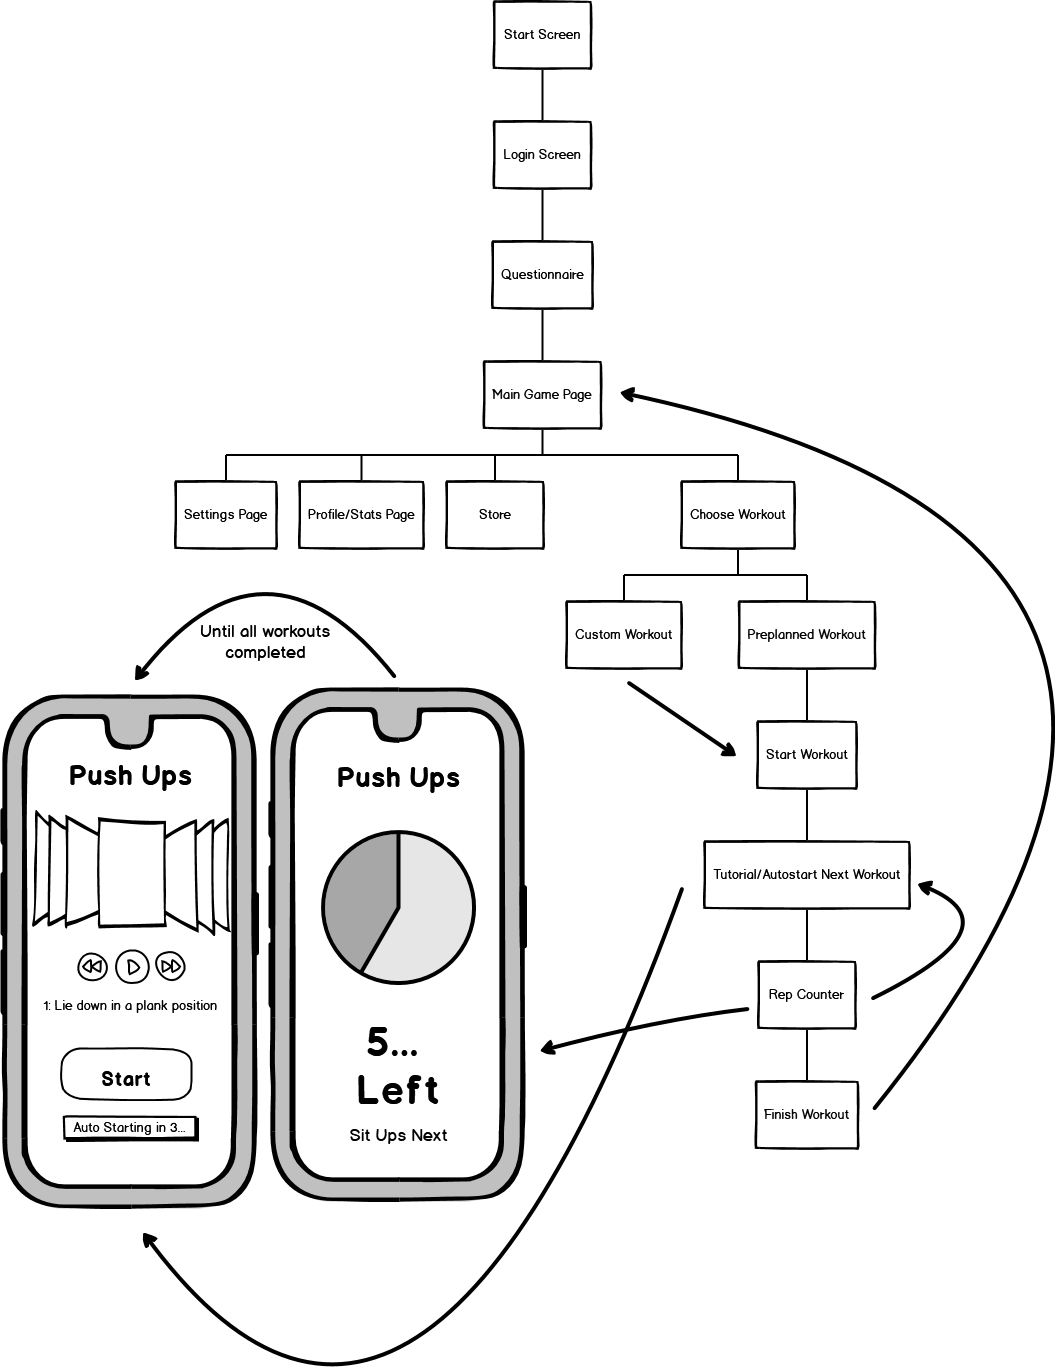 Start Screen
Login Screen
Questionnaire
Main Game Page
Settings Page
Profile/Stats Page
Store
Choose Workout
Custom Workout
Preplanned Workout
Start Workout
Tutorial/Autostart Next Workout
Rep Counter
Finish Workout
Until all workouts
completed
Push Ups
1: Lie down in a plank position
Start
Auto Starting in 3...
Push Ups
5...
Left
Sit Ups Next